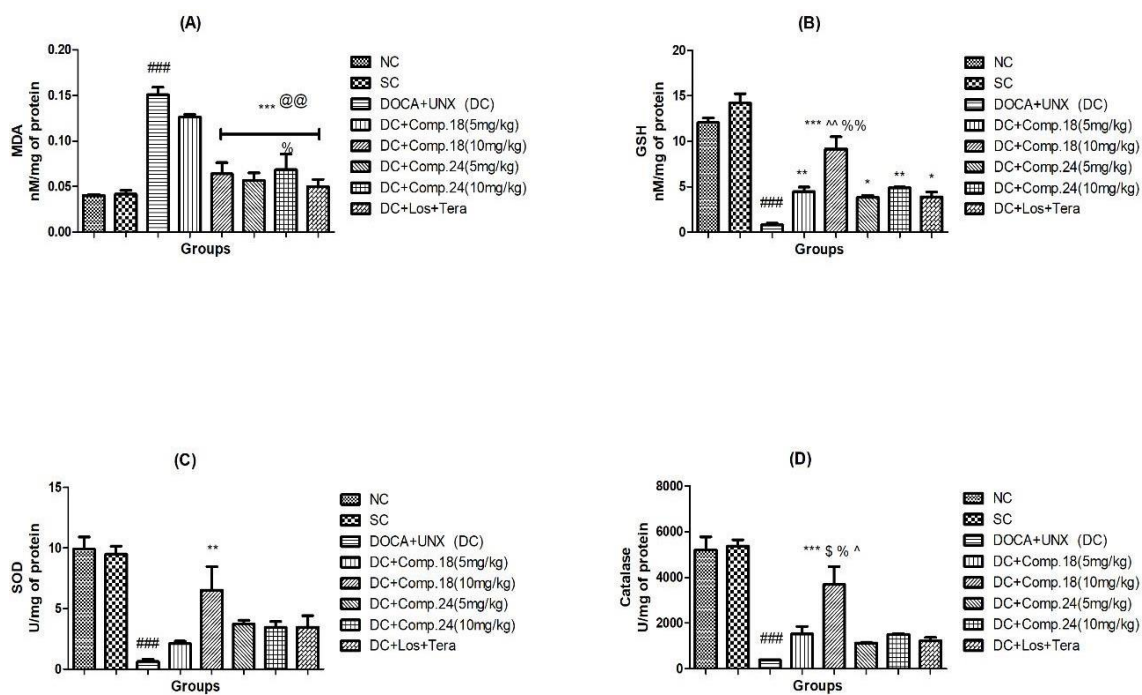 (A)
MDA
nM/mg of protein
0.20
0.15
0.10
0.05
0.00
###
*** @@
%
Groups
NC
SC
DOCA+UNX (DC)
DC+Comp.18(5mg/kg)
DC+Comp.18(10mg/kg)
DC+Comp.24(5mg/kg)
DC+Comp.24(10mg/kg)
DC+Los+Tera
(B)
GSH
nM/mg of protein
15
10
5
0
###
**
*** ^^ %%
*
**
*
Groups
NC
SC
DOCA+UNX (DC)
DC+Comp.18(5mg/kg)
DC+Comp.18(10mg/kg)
DC+Comp.24(5mg/kg)
DC+Comp.24(10mg/kg)
DC+Los+Tera
(C)
SOD
U/mg of protein
15
10
5
0
###
**
Groups
NC
SC
DOCA+UNX (DC)
DC+Comp.18(5mg/kg)
DC+Comp.18(10mg/kg)
DC+Comp.24(5mg/kg)
DC+Comp.24(10mg/kg)
DC+Los+Tera
(D)
Catalase
U/mg of protein
8000
6000
4000
2000
0
###
*** $ % ^
Groups
NC
SC
DOCA+UNX (DC)
DC+Comp.18(5mg/kg)
DC+Comp.18(10mg/kg)
DC+Comp.24(5mg/kg)
DC+Comp.24(10mg/kg)
DC+Los+Tera